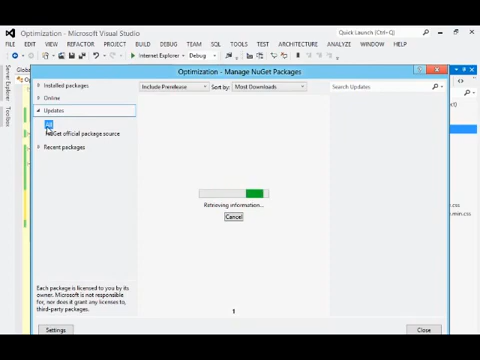 Optimization - Microsoft Visual Studio
Quick Launch (Ctrl+Q)
FILE EDIT VIEW REFACTOR PROJECT BUILD DEBUG TEAM SQL TOOLS TEST ARCHITECTURE ANALYZE WINDOW HELP
Internet Explorer Debug
Server Explorer
Toolbox
Optimization - Manage NuGet Packages
Installed packages
Online
Updates
All
NuGet official package source
Recent packages
Include Prerelease Sort by: Most Downloads
Search Updates
Retrieving information...
Cancel
1
Each package is licensed to you by its
owner. Microsoft is not responsible
for, nor does it grant any licenses to,
third-party packages.
Settings
Close